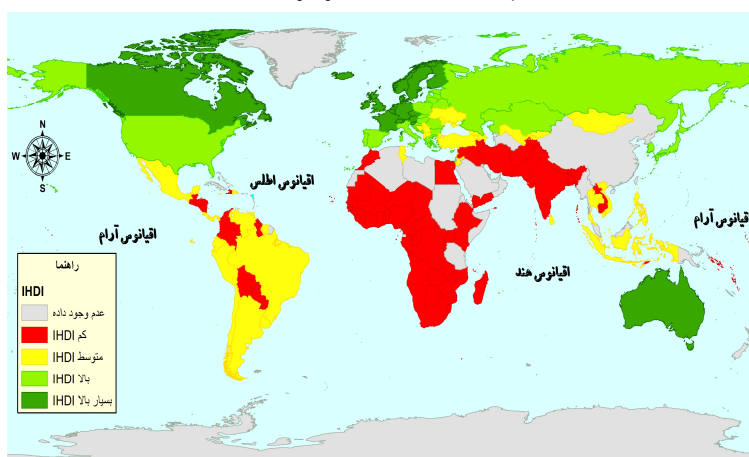 N
W E
S
اقیانوس اطلس
اقیانوس آرام
اقیانوس آرام
اقیانوس هند
راهنما
IHDI
عدم وجود داده
کم IHDI
متوسط IHDI
بالا IHDI
بسیار بالا IHDI